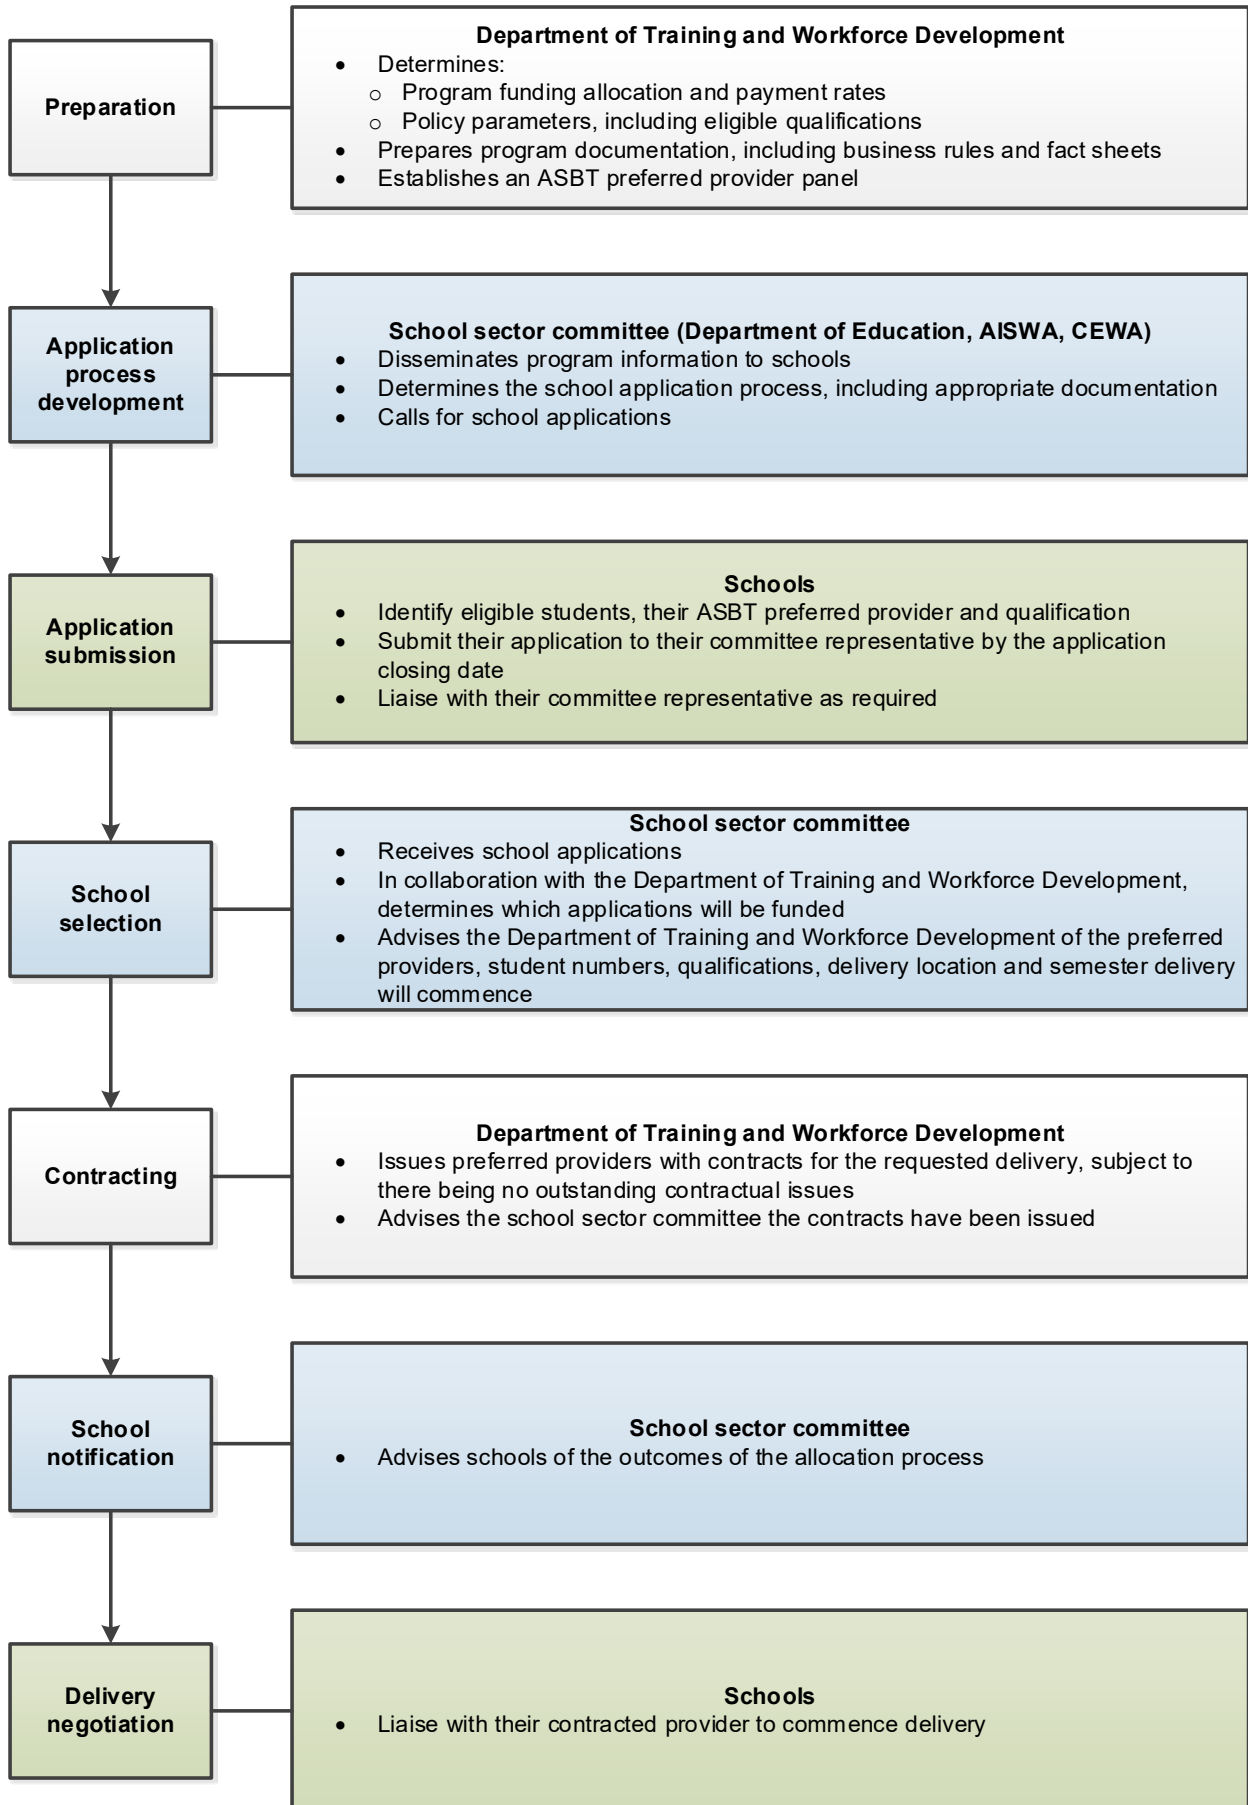 Preparation
Department of Training and Workforce Development
• Determines:
o Program funding allocation and payment rates
o Policy parameters, including eligible qualifications
• Prepares program documentation, including business rules and fact sheets
• Establishes an ASBT preferred provider panel
Application
process
development
School sector committee (Department of Education, AISWA, CEWA)
• Disseminates program information to schools
• Determines the school application process, including appropriate documentation
• Calls for school applications
Application
submission
Schools
• Identify eligible students, their ASBT preferred provider and qualification
• Submit their application to their committee representative by the application
closing date
• Liaise with their committee representative as required
School
selection
School sector committee
• Receives school applications
• In collaboration with the Department of Training and Workforce Development,
determines which applications will be funded
• Advises the Department of Training and Workforce Development of the preferred
providers, student numbers, qualifications, delivery location and semester delivery
will commence
Contracting
Department of Training and Workforce Development
• Issues preferred providers with contracts for the requested delivery, subject to
there being no outstanding contractual issues
• Advises the school sector committee the contracts have been issued
School
notification
School sector committee
• Advises schools of the outcomes of the allocation process
Delivery
negotiation
Schools
• Liaise with their contracted provider to commence delivery